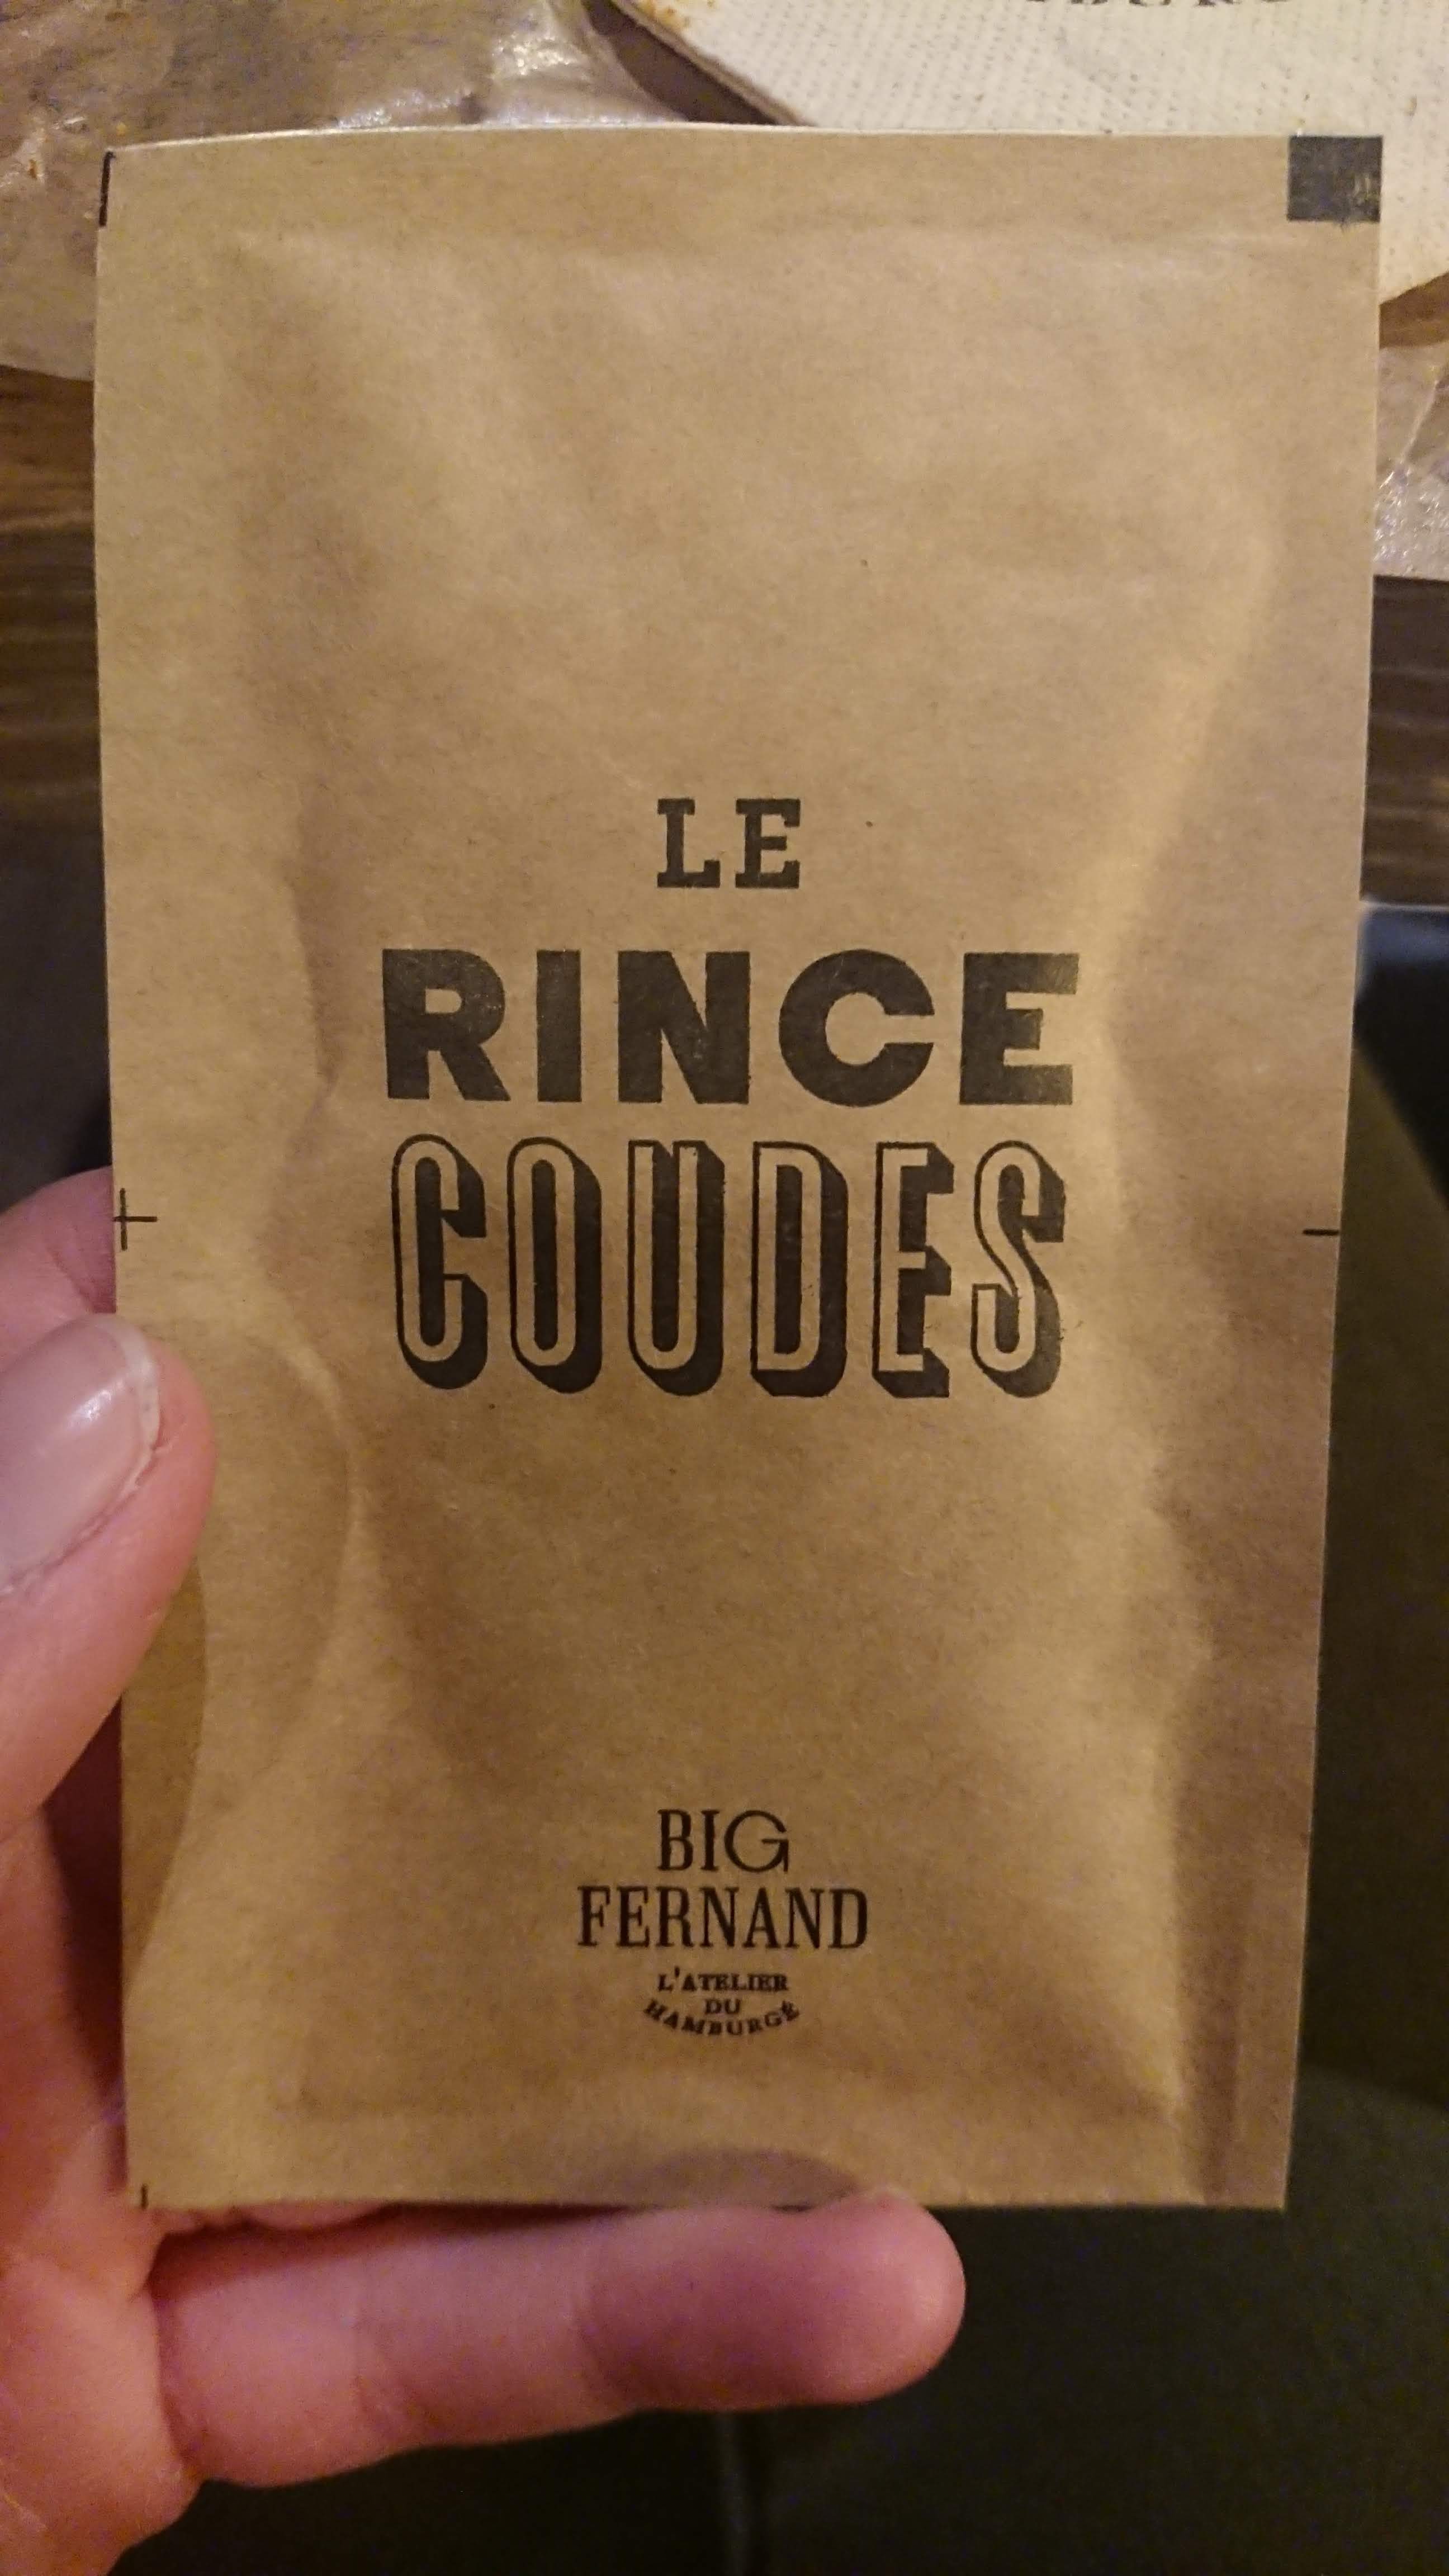 LE
RINCE
COUDES
BIG
FERNAND
L'ATELIER
DU
HAMBURGÉ